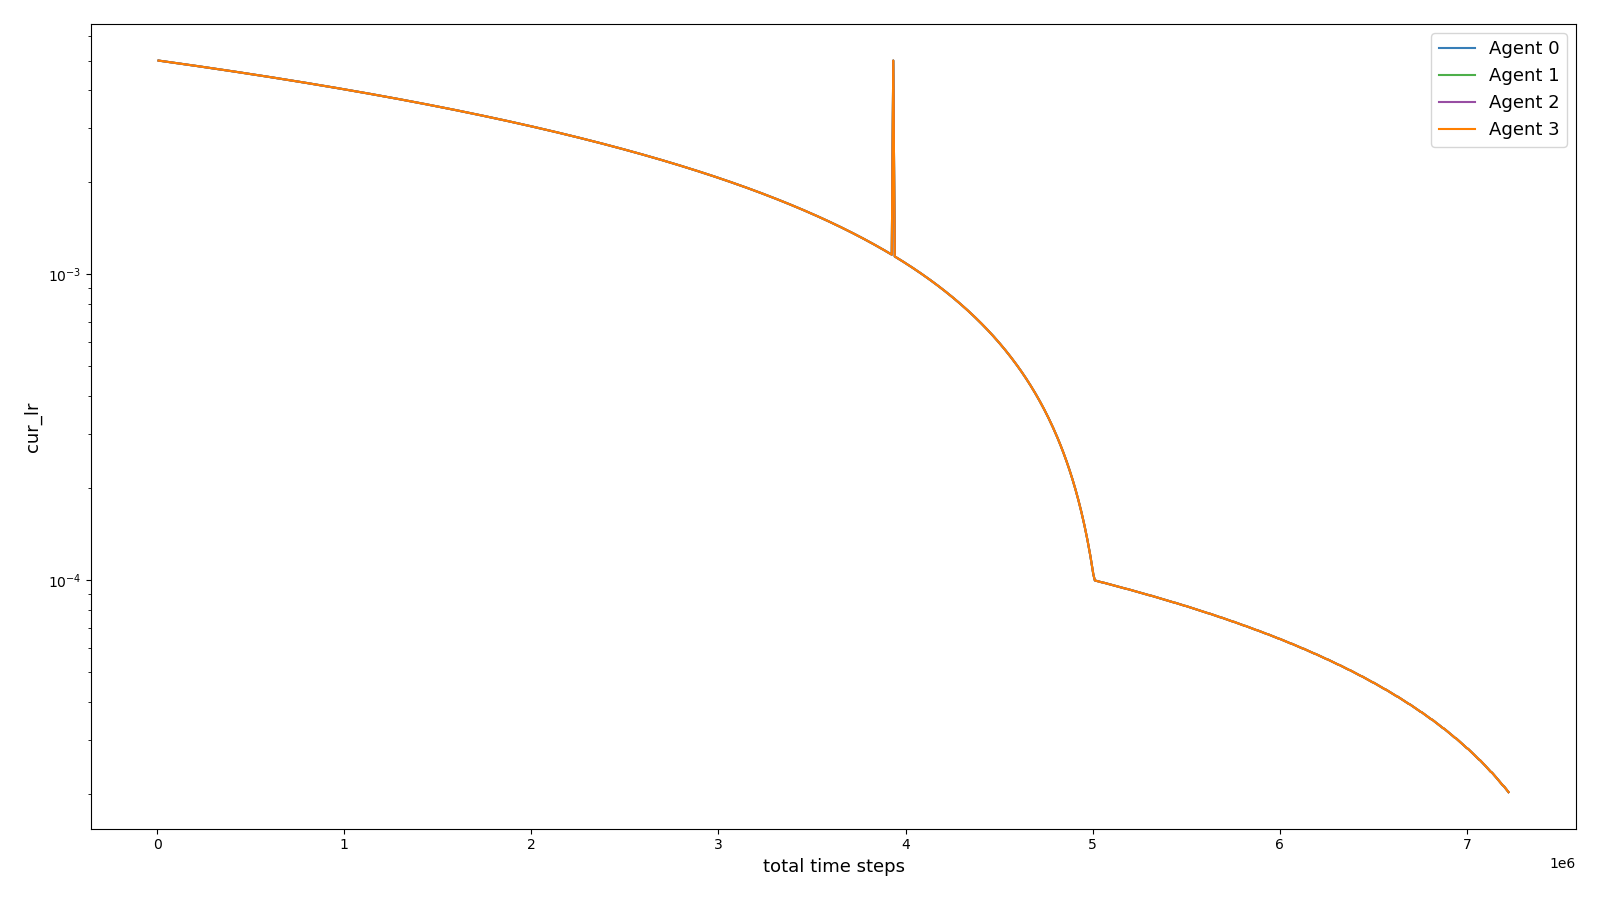 Agent 0
Agent 1
Agent 2
Agent 3
cur_lr
10⁻³
10⁻⁴
0 1 2 3 4 5 6 7
1e6
total time steps